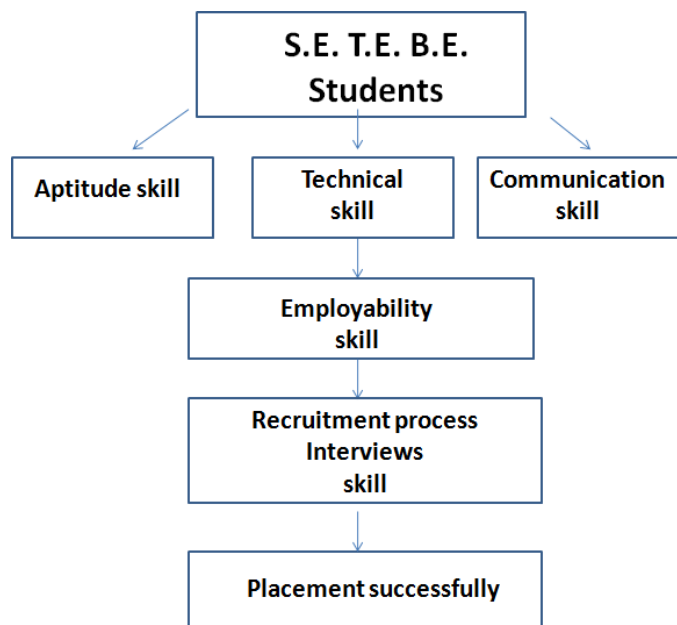 S.E. T.E. B.E.
Students
Aptitude skill
Technical
skill
Communication
skill
Employability
skill
Recruitment process
Interviews
skill
Placement successfully